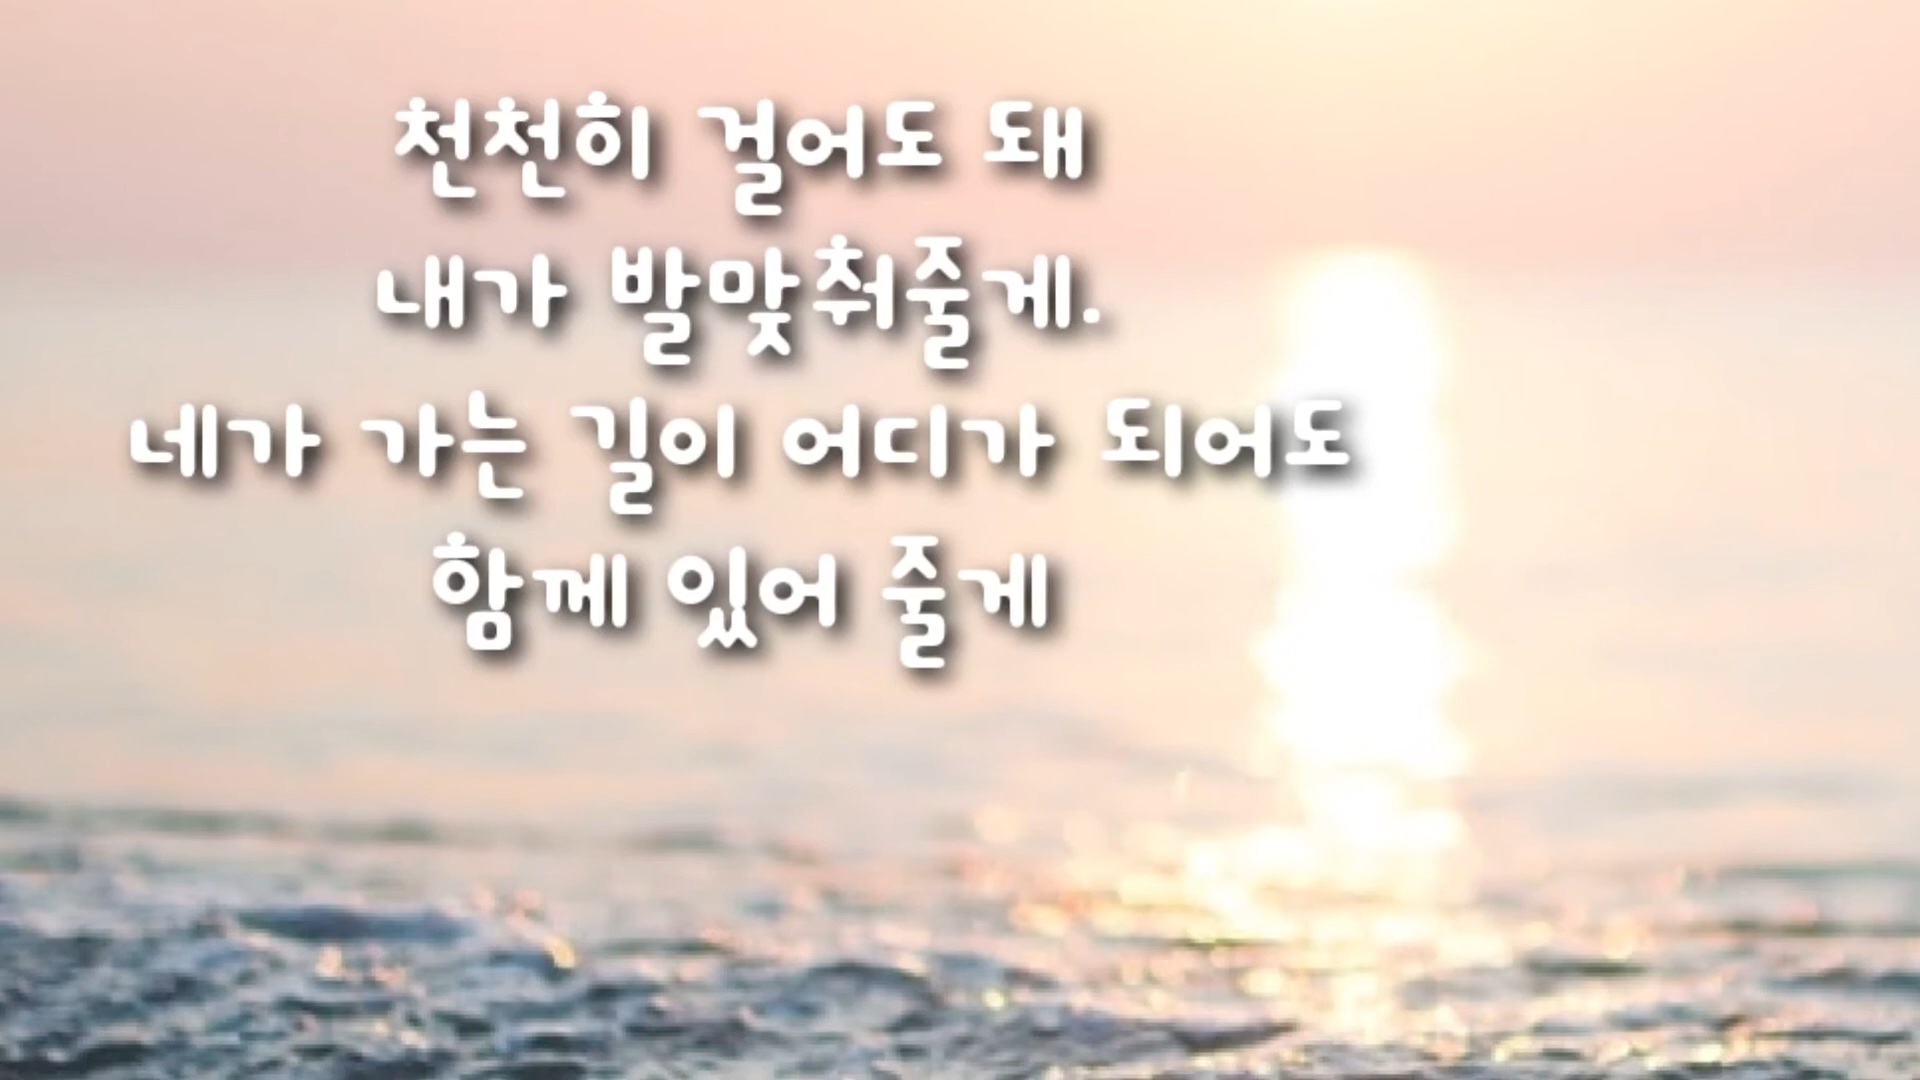 천천히 걸어도 돼
내가 발맞춰줄게.
네가 가는 길이 어디가 되어도
함께 있어 줄게